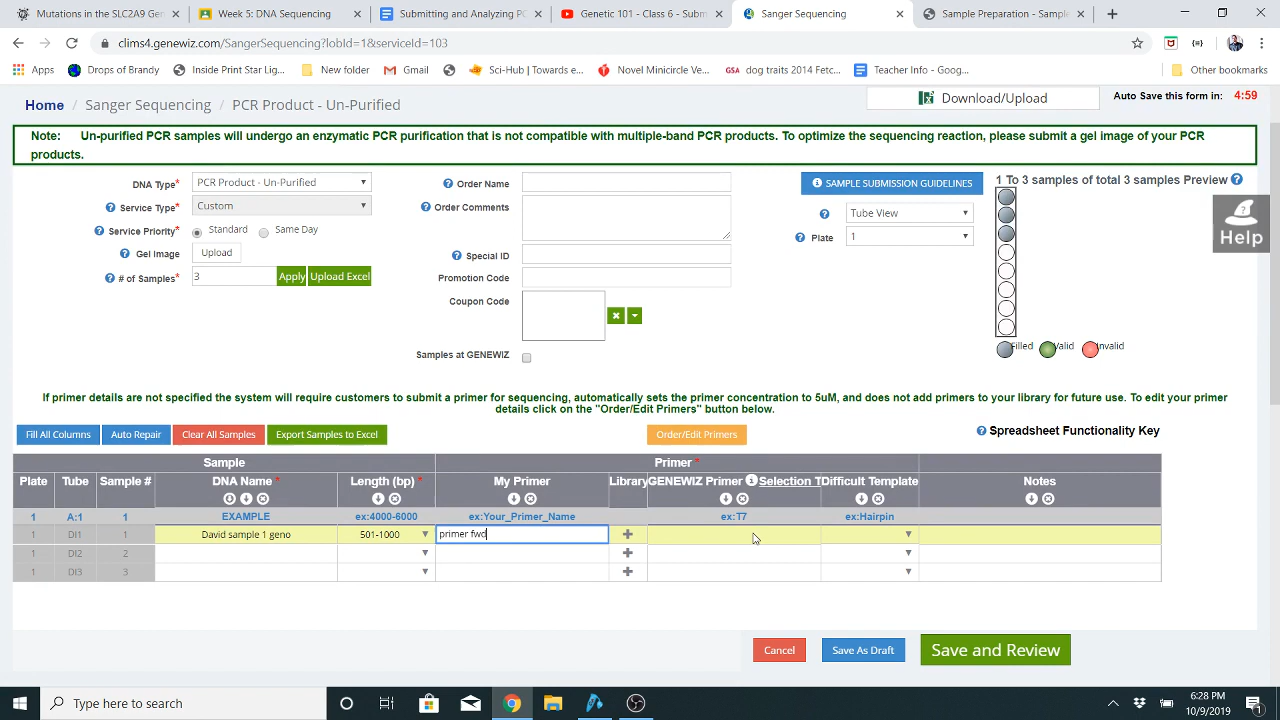 Mutations in the SLC2A9 Gen
Week 5: DNA Sequencing
Submitting and Analyzing PC
Genetic 101 - Class 6 - Subm
Sanger Sequencing
Sample Preparation - Sample
clims4.genewiz.com/SangerSequencing?lobId=1&serviceId=103
Apps
Drops of Brandy
Inside Print Star Lig...
New folder
Gmail
Sci-Hub | Towards e...
Novel Minicircle Ve...
GSA dog traits 2014 Fetc...
Teacher Info - Goog...
Other bookmarks
Home / Sanger Sequencing / PCR Product - Un-Purified
Download/Upload
Auto Save this form in: 4:59
Note: Un-purified PCR samples will undergo an enzymatic PCR purification that is not compatible with multiple-band PCR products. To optimize the sequencing reaction, please submit a gel image of your PCR
products.
DNA Type* PCR Product - Un-Purified
Service Type* Custom
Service Priority* Standard Same Day
Gel Image Upload
# of Samples* 3 Apply Upload Excel
Order Name
Order Comments
Special ID
Promotion Code
Coupon Code
Samples at GENEWIZ
SAMPLE SUBMISSION GUIDELINES
Tube View
Plate 1
1 To 3 samples of total 3 samples Preview
Filled Valid Invalid
Help
If primer details are not specified the system will require customers to submit a primer for sequencing, automatically sets the primer concentration to 5uM, and does not add primers to your library for future use. To edit your primer
details click on the "Order/Edit Primers" button below.
Fill All Columns Auto Repair Clear All Samples Export Samples to Excel Order/Edit Primers Spreadsheet Functionality Key
Sample Primer *
Plate Tube Sample # DNA Name * Length (bp) * My Primer Library GENEWIZ Primer Selection T Difficult Template Notes
1 A:1 1 EXAMPLE ex:4000-6000 ex:Your_Primer_Name ex:T7 ex:Hairpin
1 DI1 1 David sample 1 geno 501-1000 primer fwd
1 DI2 2
1 DI3 3
Cancel Save As Draft Save and Review
Type here to search
6:28 PM
10/9/2019
1